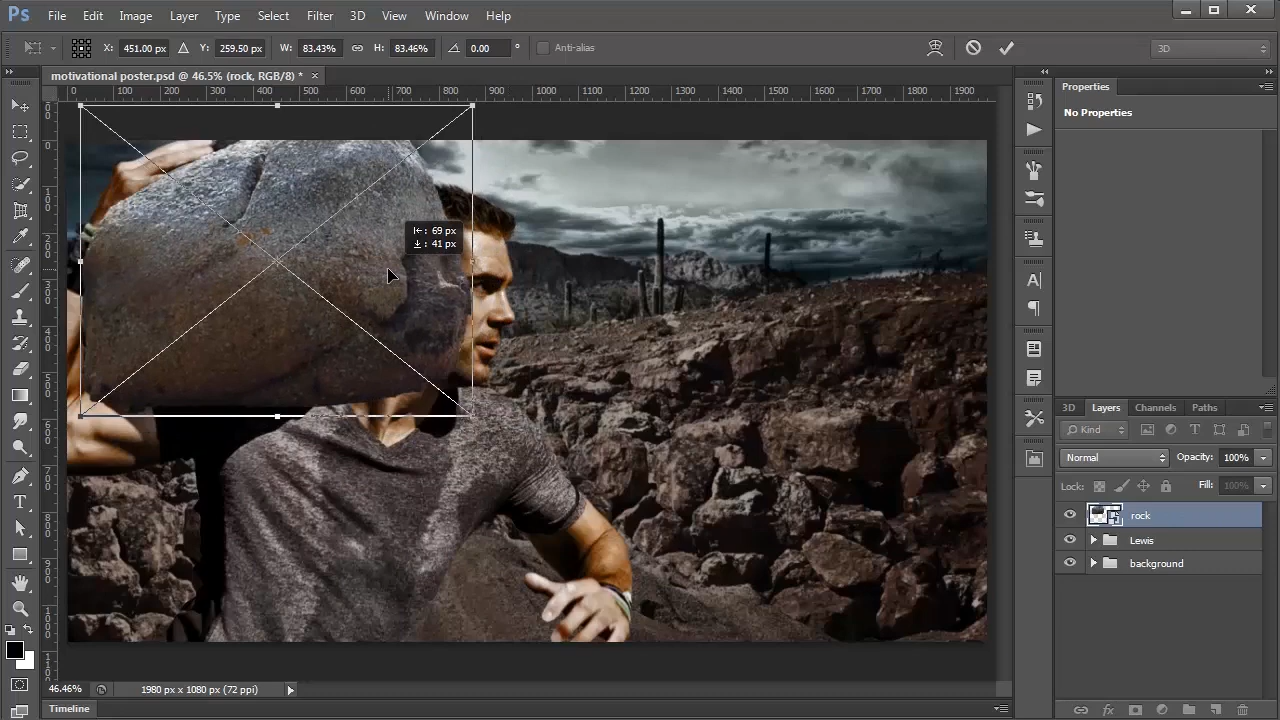 Ps File Edit Image Layer Type Select Filter 3D View Window Help
X: 451.00 px Y: 259.50 px W: 83.43% H: 83.46% 0.00 ° Anti-alias 3D
motivational poster.psd @ 46.5% (rock, RGB/8) * ×
0 100 200 300 400 500 600 700 800 900 1000 1100 1200 1300 1400 1500 1600 1700 1800 1900
Properties
No Properties
69 px
41 px
3D Layers Channels Paths
Kind
Normal Opacity: 100%
Lock: Fill: 100%
rock
Lewis
background
46.46% 1980 px x 1080 px (72 ppi)
Timeline